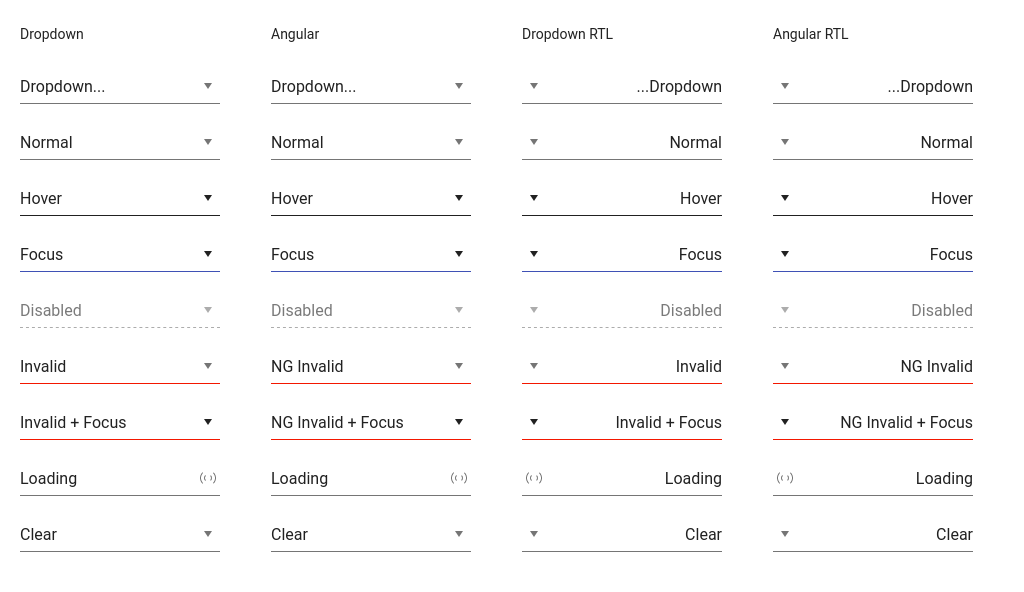 Dropdown Angular Dropdown RTL Angular RTL
Dropdown... Dropdown... ...Dropdown ...Dropdown
Normal Normal Normal Normal
Hover Hover Hover Hover
Focus Focus Focus Focus
Disabled Disabled Disabled Disabled
Invalid NG Invalid Invalid NG Invalid
Invalid + Focus NG Invalid + Focus Invalid + Focus NG Invalid + Focus
Loading Loading Loading Loading
Clear Clear Clear Clear